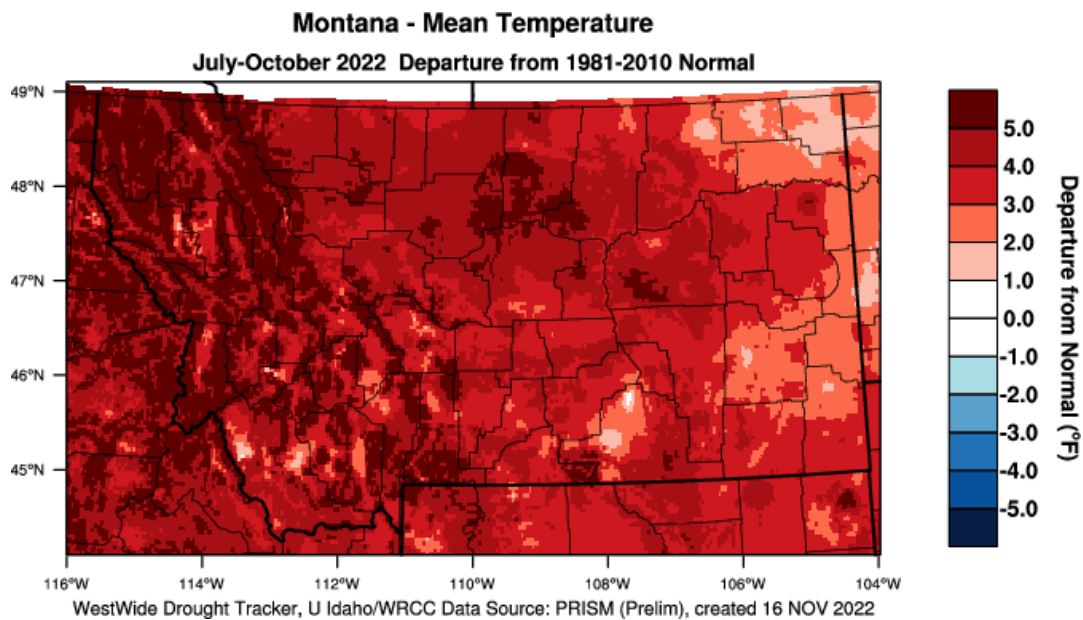 Montana - Mean Temperature
July-October 2022 Departure from 1981-2010 Normal
49°N
48°N
47°N
46°N
45°N
116°W
114°W
112°W
110°W
108°W
106°W
104°W
5.0
4.0
3.0
2.0
1.0
0.0
-1.0
-2.0
-3.0
-4.0
-5.0
Departure from Normal (°F)
WestWide Drought Tracker, U Idaho/WRCC Data Source: PRISM (Prelim), created 16 NOV 2022